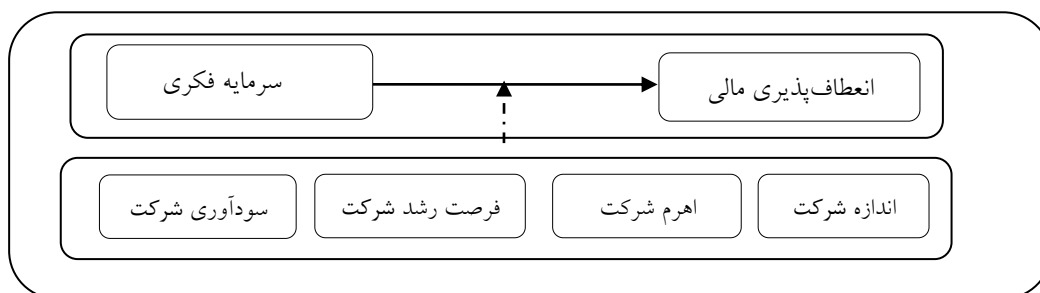 انعطاف‌پذیری مالی
سرمایه فکری
اندازه شرکت
اهرم شرکت
فرصت رشد شرکت
سودآوری شرکت